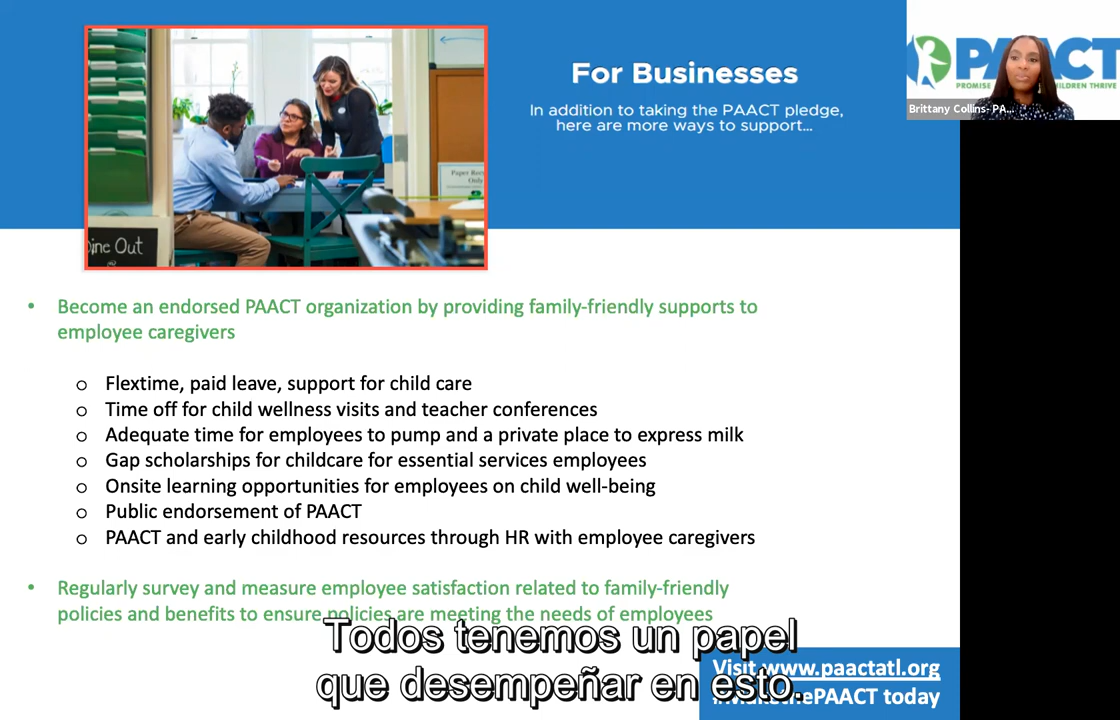 For Businesses
In addition to taking the PAACT pledge,
here are more ways to support...
PAACT
PROMISE
CHILDREN THRIVE
Brittany Collins- PA...
Paper Recy
Only
Dine Out
• Become an endorsed PAACT organization by providing family-friendly supports to
employee caregivers
o Flextime, paid leave, support for child care
o Time off for child wellness visits and teacher conferences
o Adequate time for employees to pump and a private place to express milk
o Gap scholarships for childcare for essential services employees
o Onsite learning opportunities for employees on child well-being
o Public endorsement of PAACT
o PAACT and early childhood resources through HR with employee caregivers
• Regularly survey and measure employee satisfaction related to family-friendly
policies and benefits to ensure policies are meeting the needs of employees
Todos tenemos un papel
que desempeñar en esto.
Visit www.paactatl.org
#MakethePAACT today